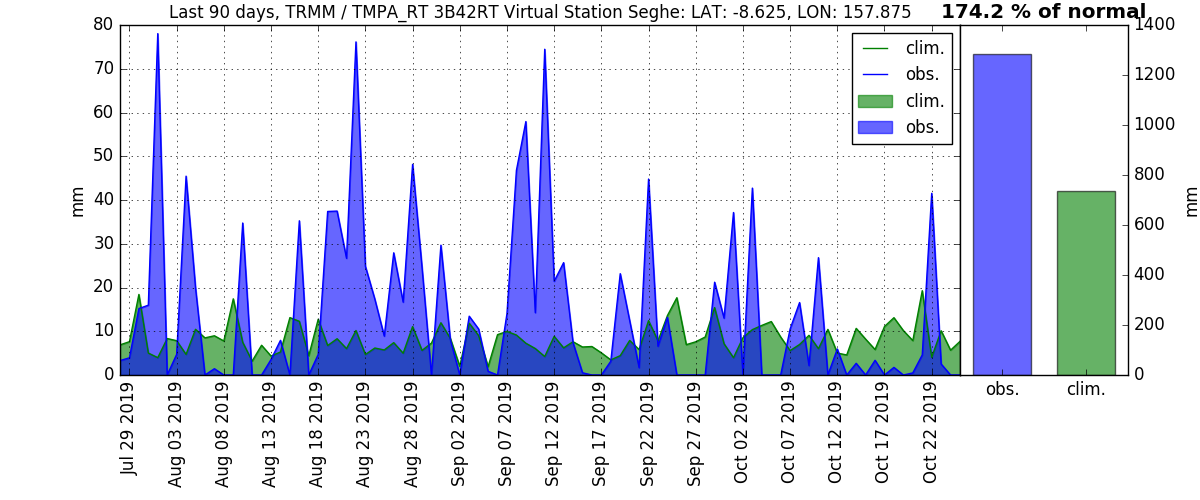 Last 90 days, TRMM / TMPA_RT 3B42RT Virtual Station Seghe: LAT: -8.625, LON: 157.875
174.2 % of normal
80
70
60
50
40
30
20
10
0
mm
clim.
obs.
clim.
obs.
Jul 29 2019
Aug 03 2019
Aug 08 2019
Aug 13 2019
Aug 18 2019
Aug 23 2019
Aug 28 2019
Sep 02 2019
Sep 07 2019
Sep 12 2019
Sep 17 2019
Sep 22 2019
Sep 27 2019
Oct 02 2019
Oct 07 2019
Oct 12 2019
Oct 17 2019
Oct 22 2019
1400
1200
1000
800
600
400
200
0
mm
obs.
clim.